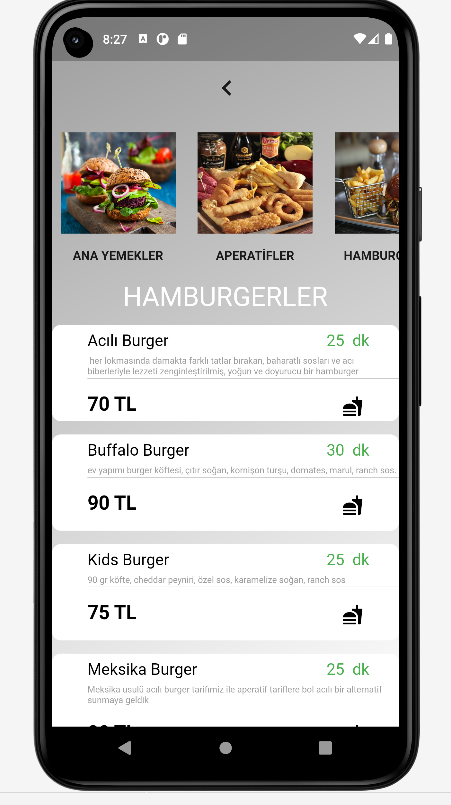 8:27
ANA YEMEKLER
APERATİFLER
HAMBURG
HAMBURGERLER
Acılı Burger
25 dk
her lokmasında damakta farklı tatlar bırakan, baharatlı sosları ve acı
biberleriyle lezzeti zenginleştirilmiş, yoğun ve doyurucu bir hamburger
70 TL
Buffalo Burger
30 dk
ev yapımı burger köftesi, çıtır soğan, kornişon turşu, domates, marul, ranch sos.
90 TL
Kids Burger
25 dk
90 gr köfte, cheddar peyniri, özel sos, karamelize soğan, ranch sos
75 TL
Meksika Burger
25 dk
Meksika usulü acılı burger tarifimiz ile aperatif tariflere bol acılı bir alternatif
sunmaya geldik